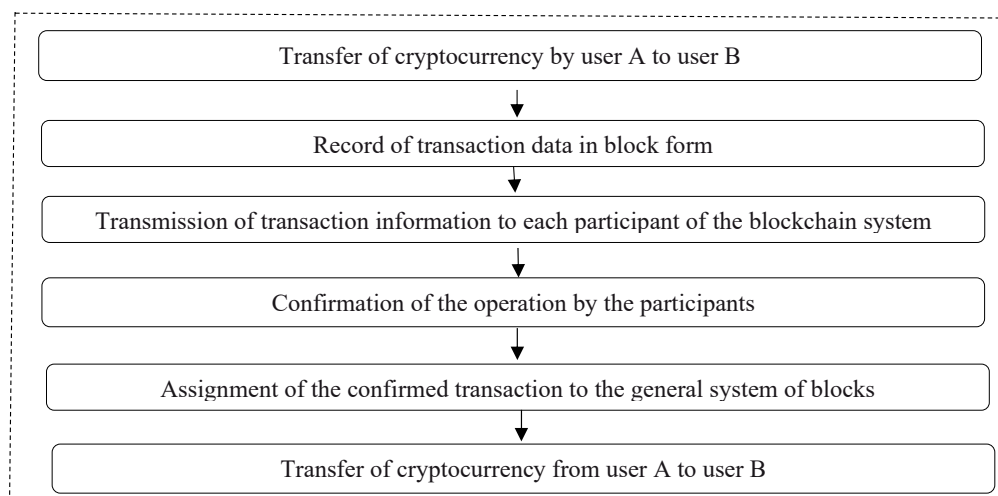 Transfer of cryptocurrency by user A to user B
Record of transaction data in block form
Transmission of transaction information to each participant of the blockchain system
Confirmation of the operation by the participants
Assignment of the confirmed transaction to the general system of blocks
Transfer of cryptocurrency from user A to user B